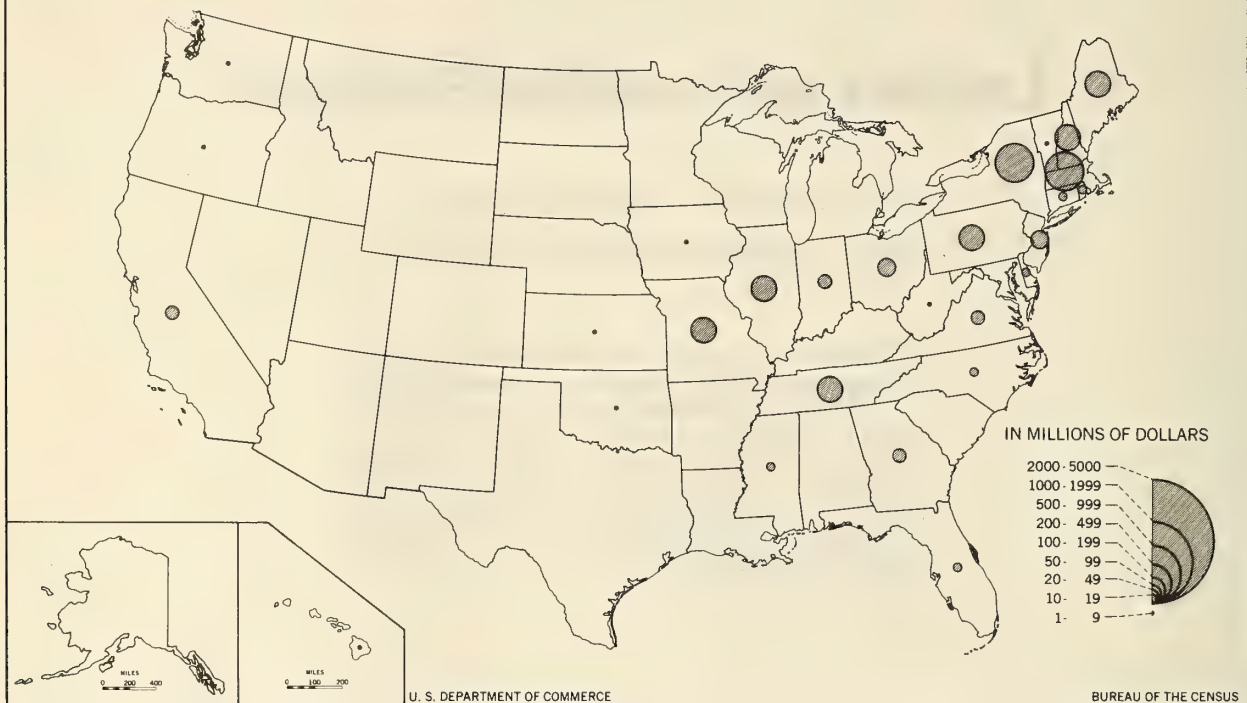 IN MILLIONS OF DOLLARS
2000 - 5000
1000 - 1999
500 - 999
200 - 499
100 - 199
50 - 99
20 - 49
10 - 19
1 - 9
MILES
0 200 400
MILES
0 100 200
U. S. DEPARTMENT OF COMMERCE
BUREAU OF THE CENSUS